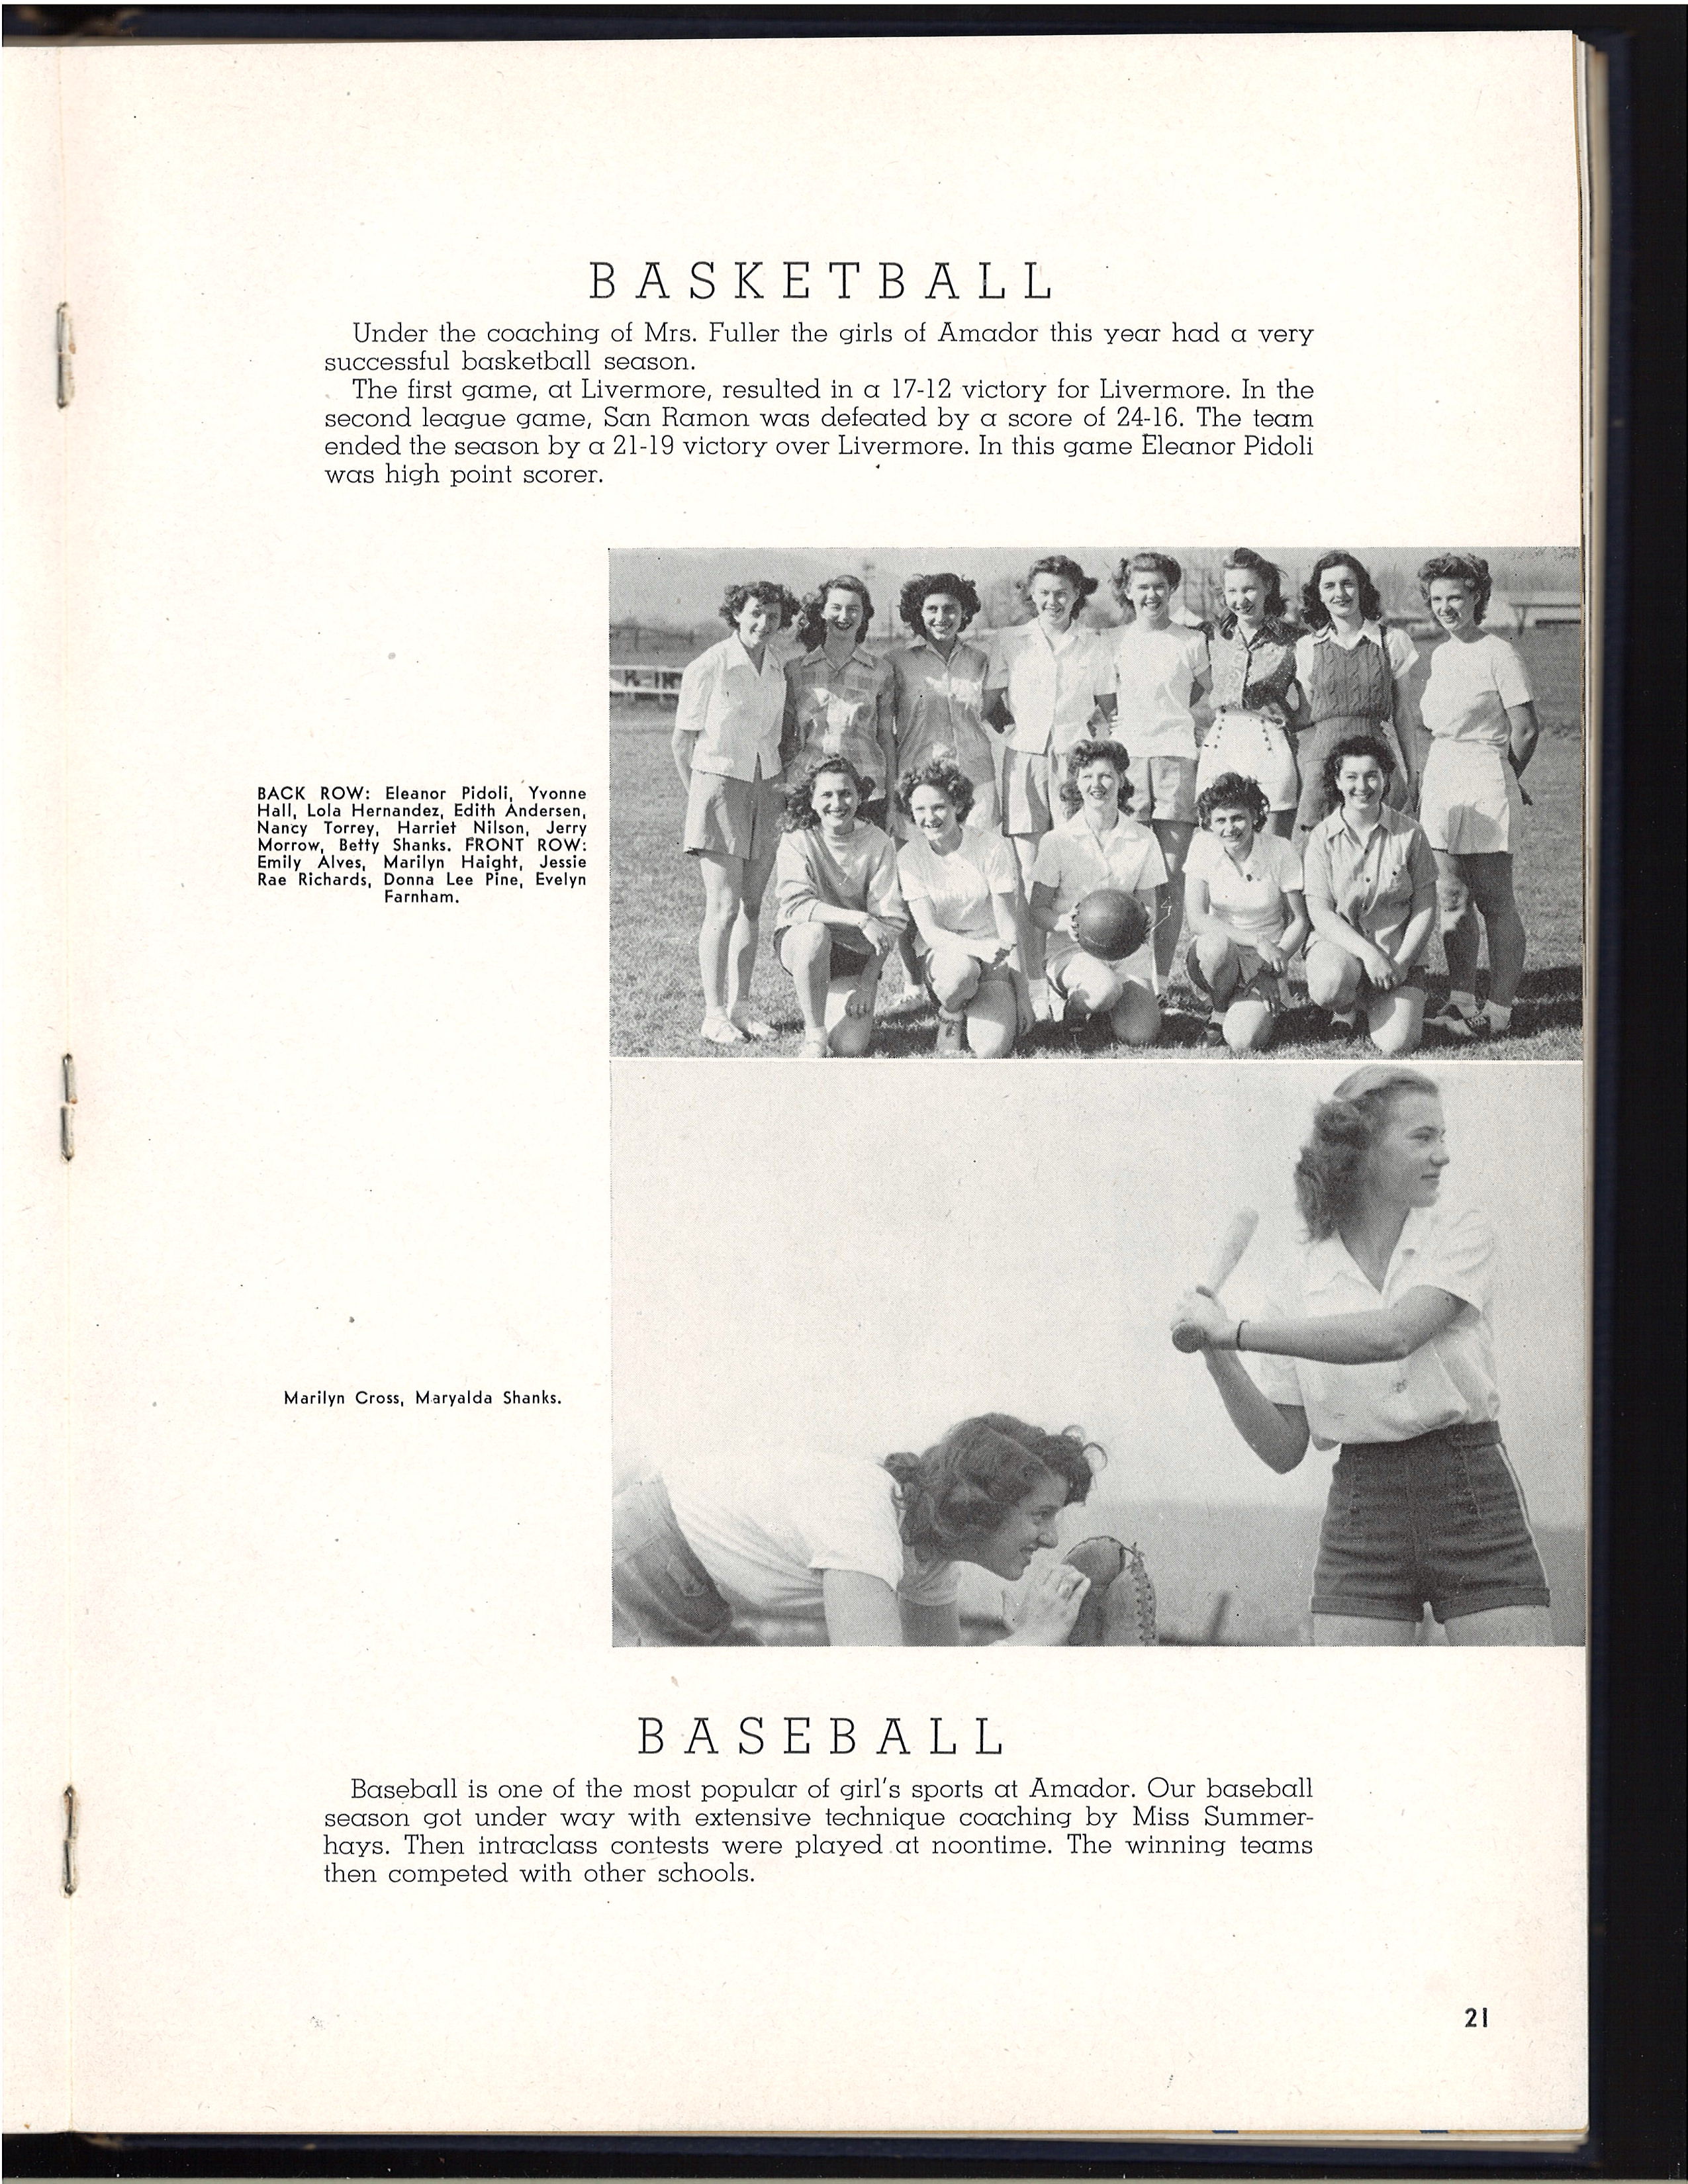 BASKETBALL
Under the coaching of Mrs. Fuller the girls of Amador this year had a very
successful basketball season.
The first game, at Livermore, resulted in a 17-12 victory for Livermore. In the
second league game, San Ramon was defeated by a score of 24-16. The team
ended the season by a 21-19 victory over Livermore. In this game Eleanor Pidoli
was high point scorer.
BACK ROW: Eleanor Pidoli, Yvonne
Hall, Lola Hernandez, Edith Andersen,
Nancy Torrey, Harriet Nilson, Jerry
Morrow, Betty Shanks. FRONT ROW:
Emily Alves, Marilyn Haight, Jessie
Rae Richards, Donna Lee Pine, Evelyn
Farnham.
Marilyn Cross, Maryalda Shanks.
BASEBALL
Baseball is one of the most popular of girl's sports at Amador. Our baseball
season got under way with extensive technique coaching by Miss Summer-
hays. Then intraclass contests were played at noontime. The winning teams
then competed with other schools.
21